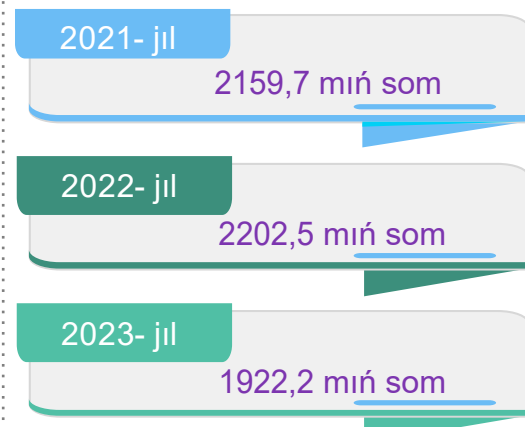 2021- jıl
2159,7 mıń som
2022- jıl
2202,5 mıń som
2023- jıl
1922,2 mıń som